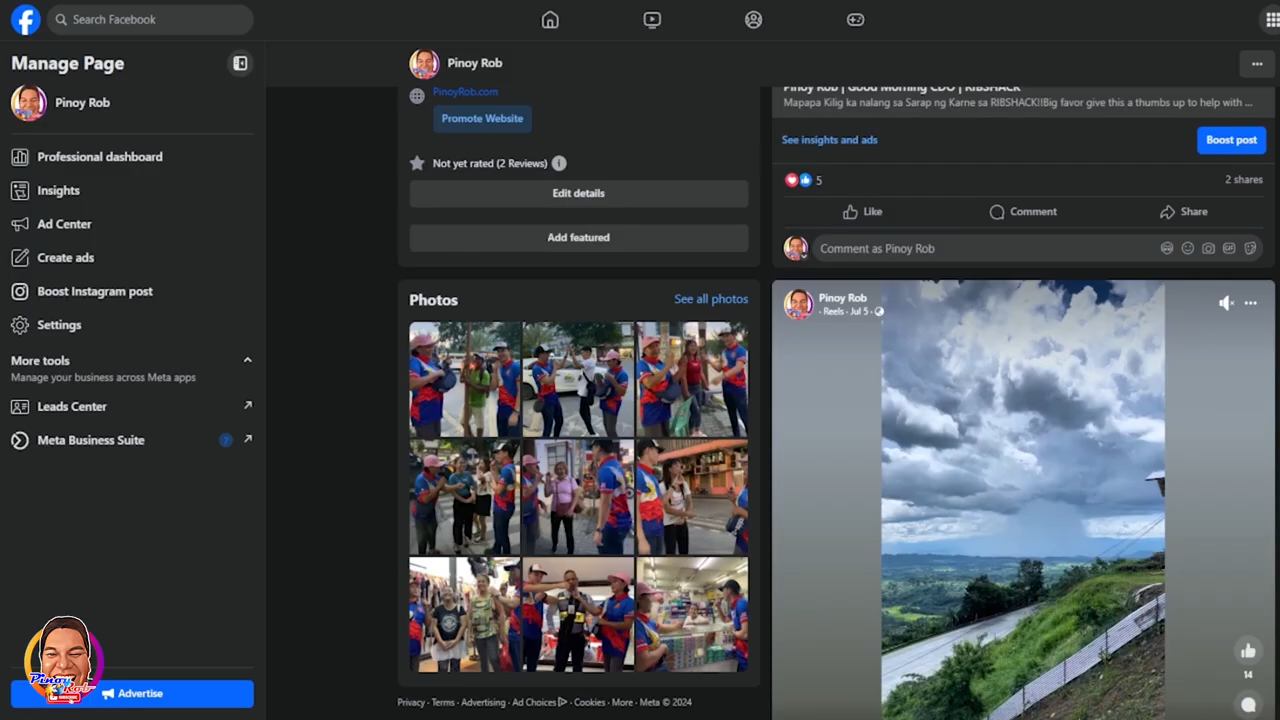 Search Facebook
Manage Page
Pinoy Rob
Professional dashboard
Insights
Ad Center
Create ads
Boost Instagram post
Settings
More tools
Manage your business across Meta apps
Leads Center
Meta Business Suite
Advertise
Pinoy Rob
Pinoy Rob
PinoyRob.com
Promote Website
Not yet rated (2 Reviews)
Edit details
Add featured
Photos
See all photos
Privacy · Terms · Advertising · Ad Choices · Cookies · More · Meta © 2024
Pinoy Rob | Good Morning CDO | RIBSHACK
Mapapa Kilig ka nalang sa Sarap ng Karne sa RIBSHACK!!Big favor give this a thumbs up to help with ...
See insights and ads
Boost post
5
2 shares
Like
Comment
Share
Comment as Pinoy Rob
GIF
Pinoy Rob
· Reels · Jul 5 ·
14